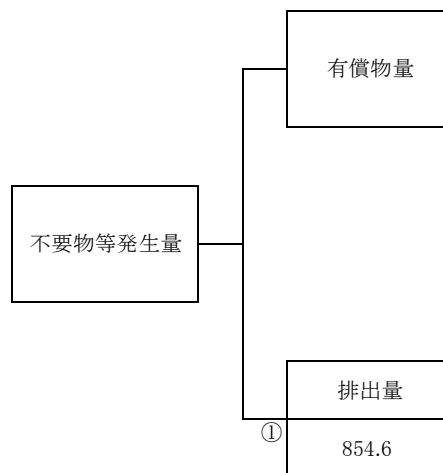 有償物量
不要物等発生量
排出量
①
854.6